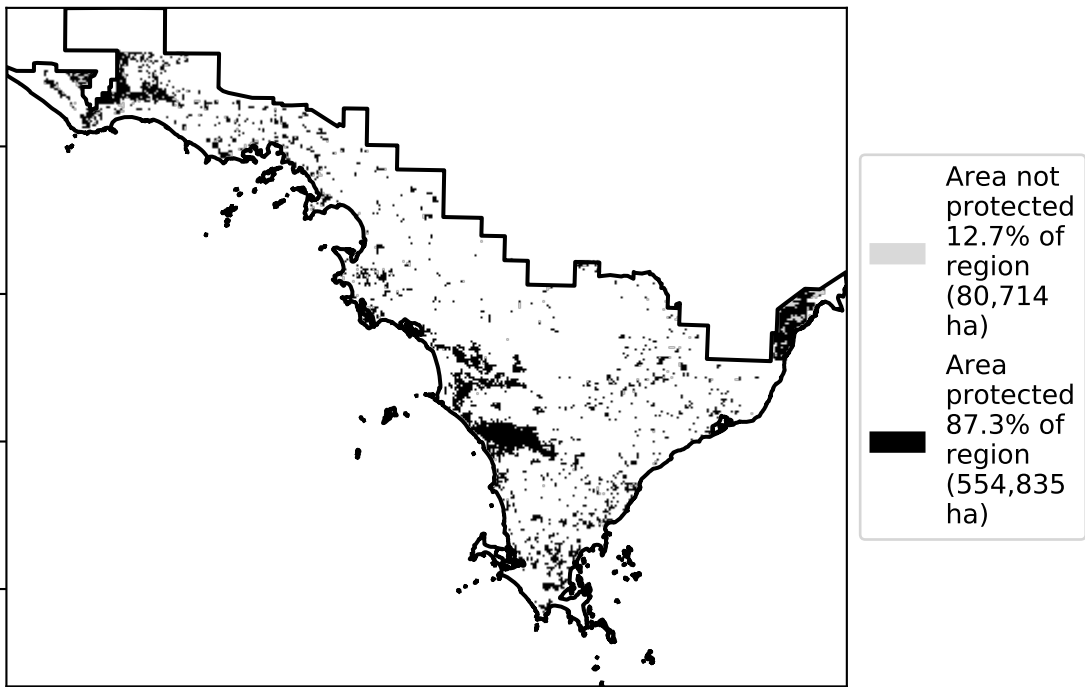 Area not
protected
12.7% of
region
(80,714
ha)
Area
protected
87.3% of
region
(554,835
ha)